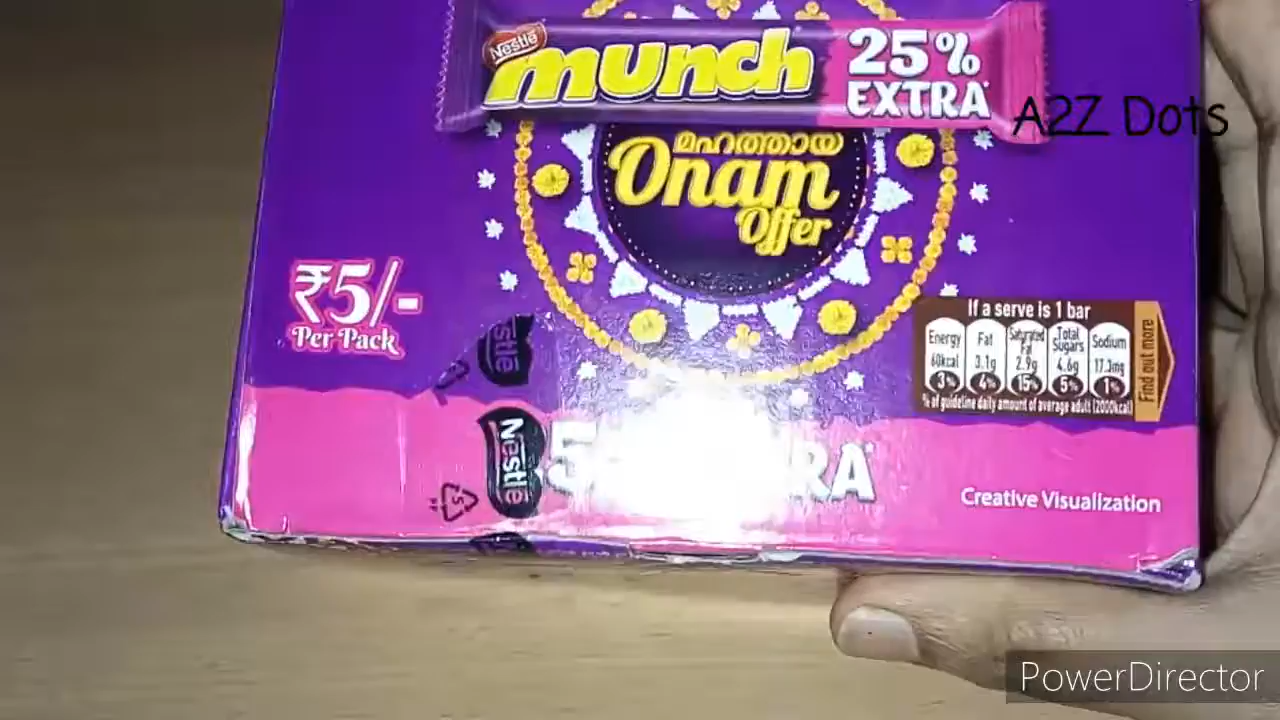 Nestlé
munch
25%
EXTRA*
A2Z Dots
മഹത്തായ
Onam
Offer
₹5/-
Per Pack
If a serve is 1 bar
Energy Fat Saturated Fat Total Sugars Sodium
60kcal 3.1g 2.9g 4.6g 17.3mg
3% 4% 15% 5% 1%
% of guideline daily amount of average adult (2000kcal)
Find out more
Nestlé
Creative Visualization
PowerDirector